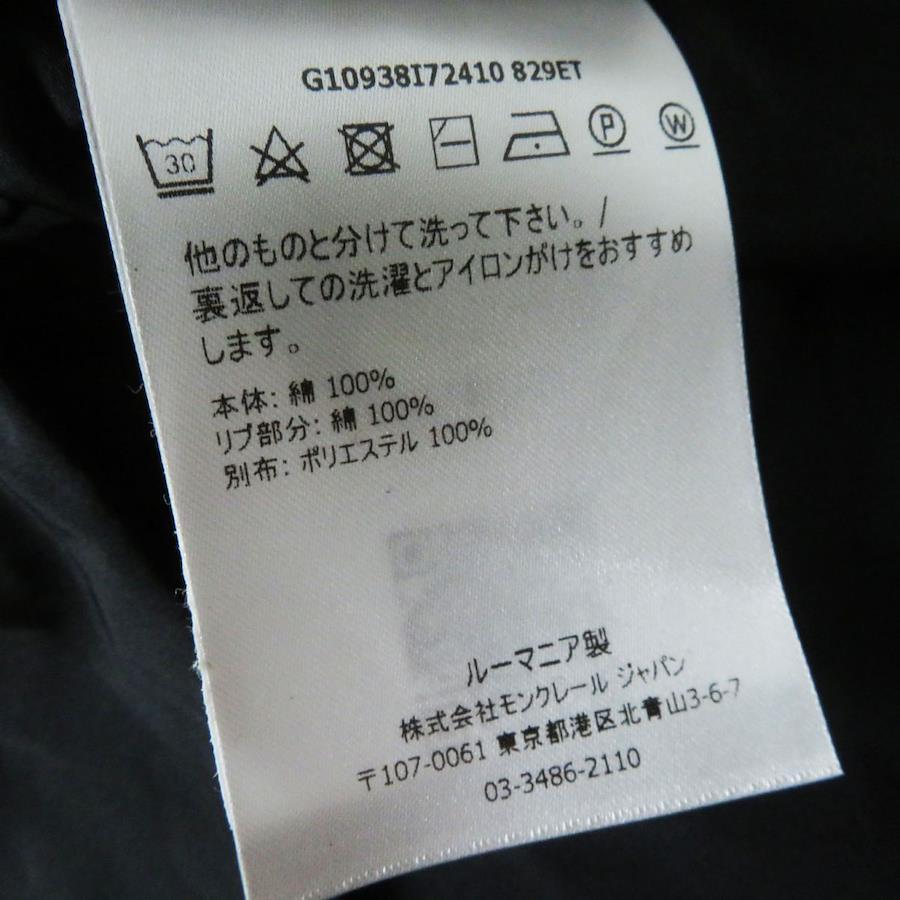 G10938I72410 829ET
30 P W
他のものと分けて洗って下さい。/
裏返しての洗濯とアイロンがけをおすすめ
します。
本体: 綿 100%
リブ部分: 綿 100%
別布: ポリエステル 100%
ルーマニア製
株式会社モンクレール ジャパン
〒107-0061 東京都港区北青山3-6-7
03-3486-2110